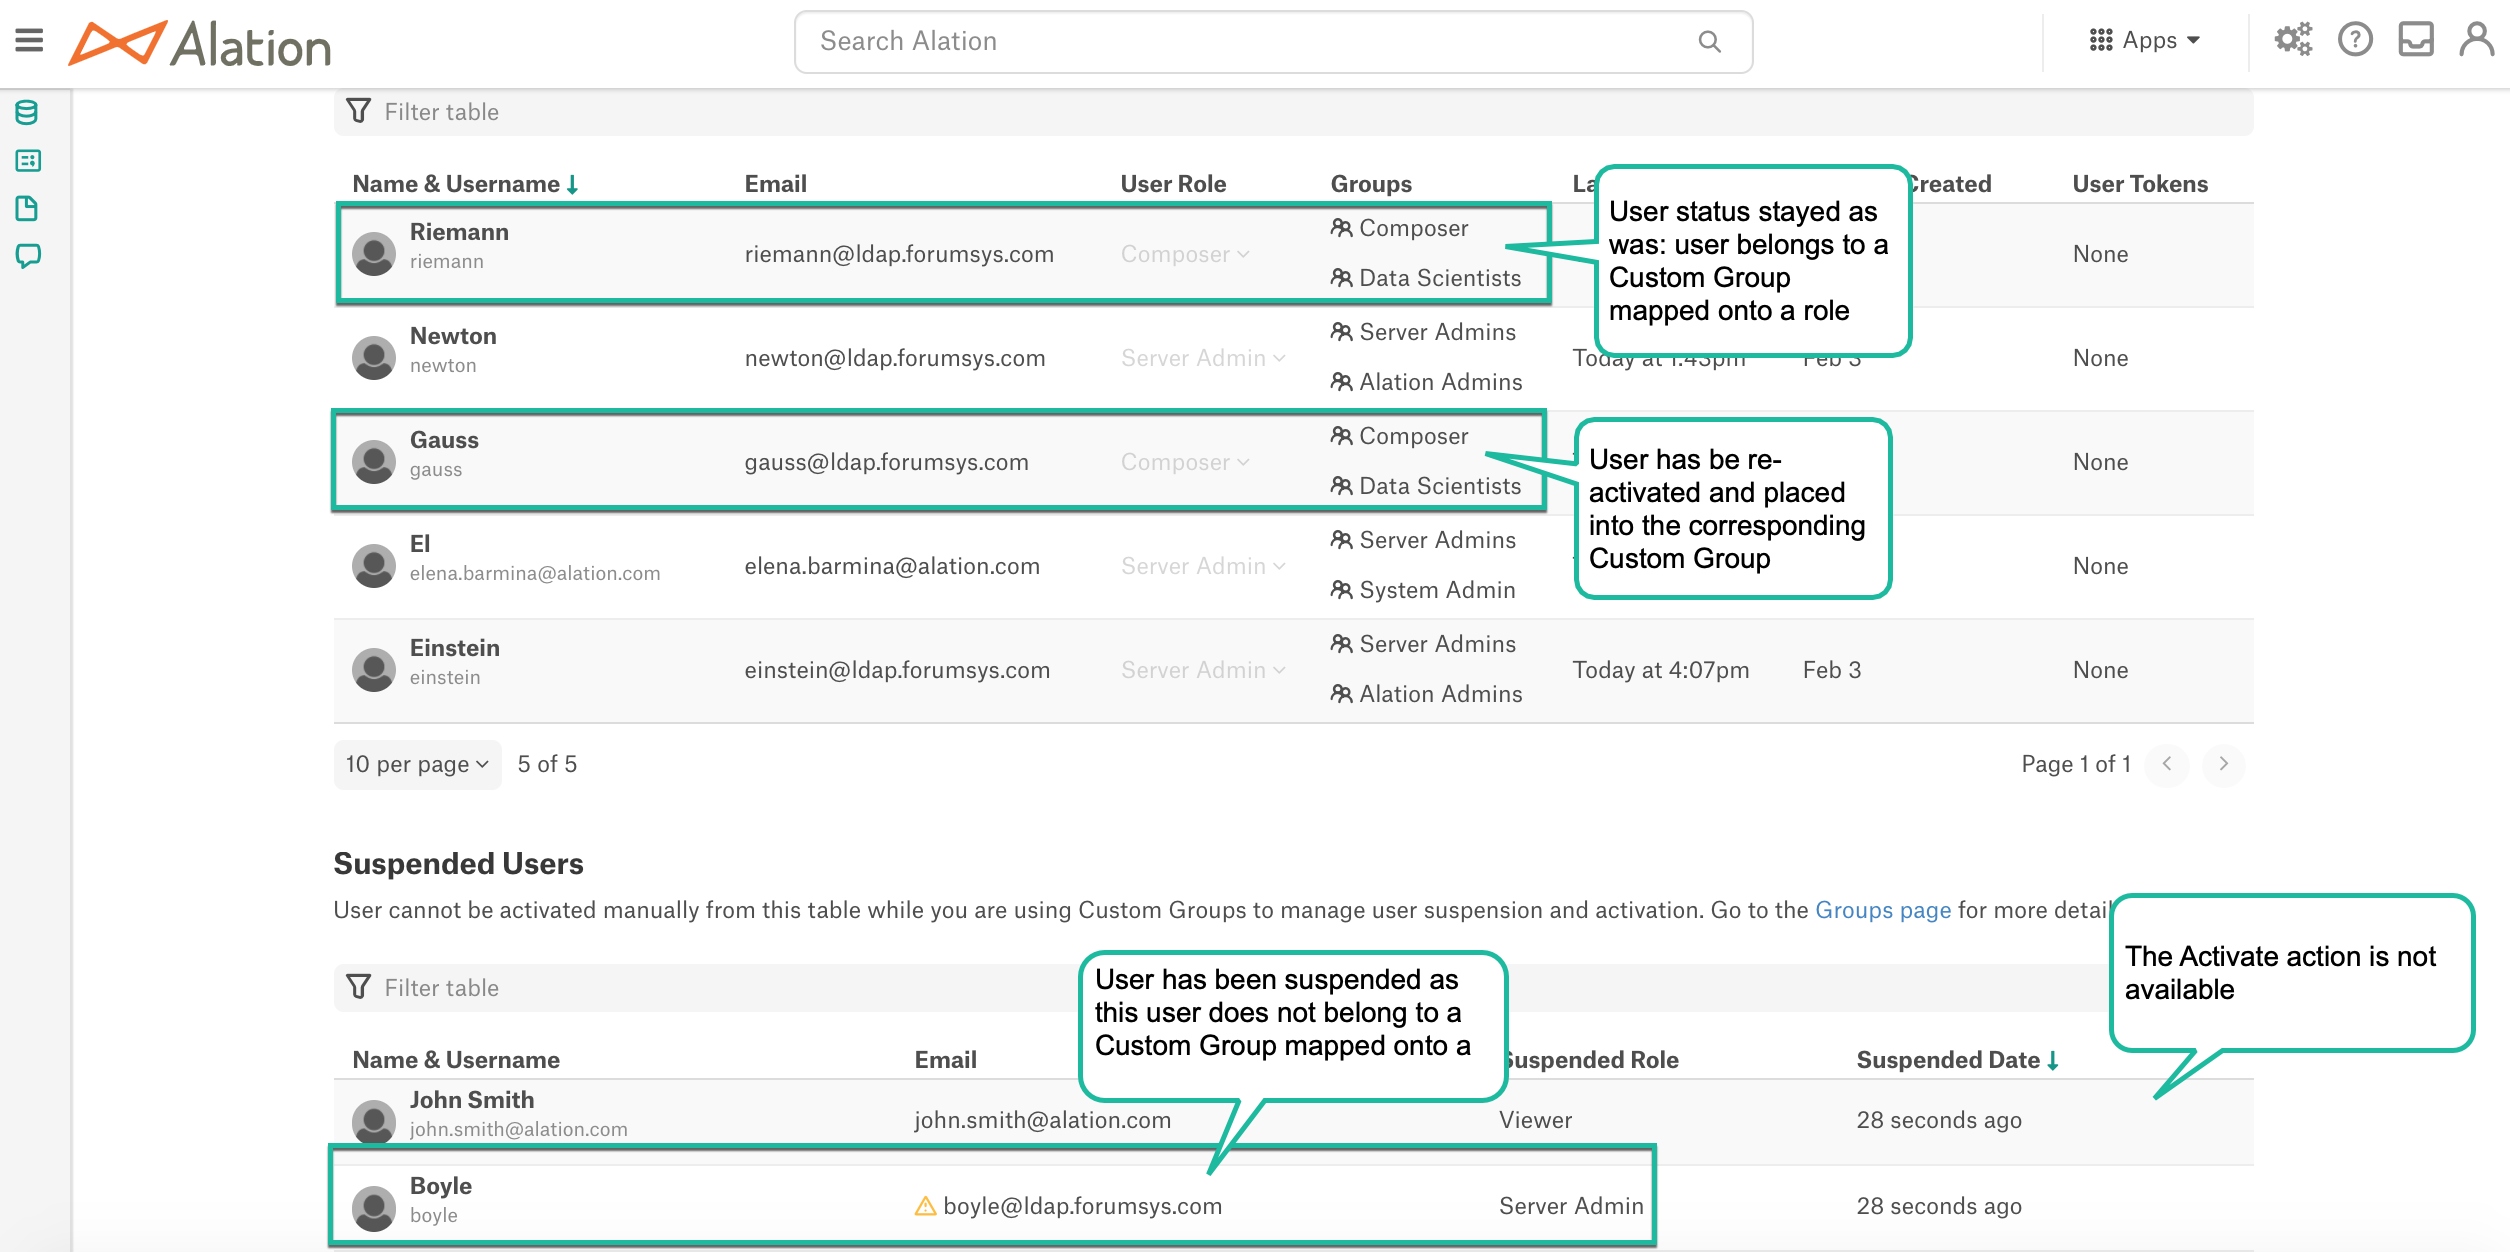 Alation
Search Alation
Apps
Filter table
Name & Username Email User Role Groups La Created User Tokens
Riemann
riemann
riemann@ldap.forumsys.com
Composer
Composer
Data Scientists
None
User status stayed as
was: user belongs to a
Custom Group
mapped onto a role
Newton
newton
newton@ldap.forumsys.com
Server Admin
Server Admins
Alation Admins
Today at 1:43pm
Feb 3
None
Gauss
gauss
gauss@ldap.forumsys.com
Composer
Composer
Data Scientists
None
User has be re-
activated and placed
into the corresponding
Custom Group
El
elena.barmina@alation.com
elena.barmina@alation.com
Server Admin
Server Admins
System Admin
None
Einstein
einstein
einstein@ldap.forumsys.com
Server Admin
Server Admins
Alation Admins
Today at 4:07pm
Feb 3
None
10 per page 5 of 5 Page 1 of 1
Suspended Users
User cannot be activated manually from this table while you are using Custom Groups to manage user suspension and activation. Go to the Groups page for more detail
The Activate action is not
available
Filter table
User has been suspended as
this user does not belong to a
Custom Group mapped onto a
Name & Username Email Suspended Role Suspended Date
John Smith
john.smith@alation.com
john.smith@alation.com
Viewer
28 seconds ago
Boyle
boyle
boyle@ldap.forumsys.com
Server Admin
28 seconds ago